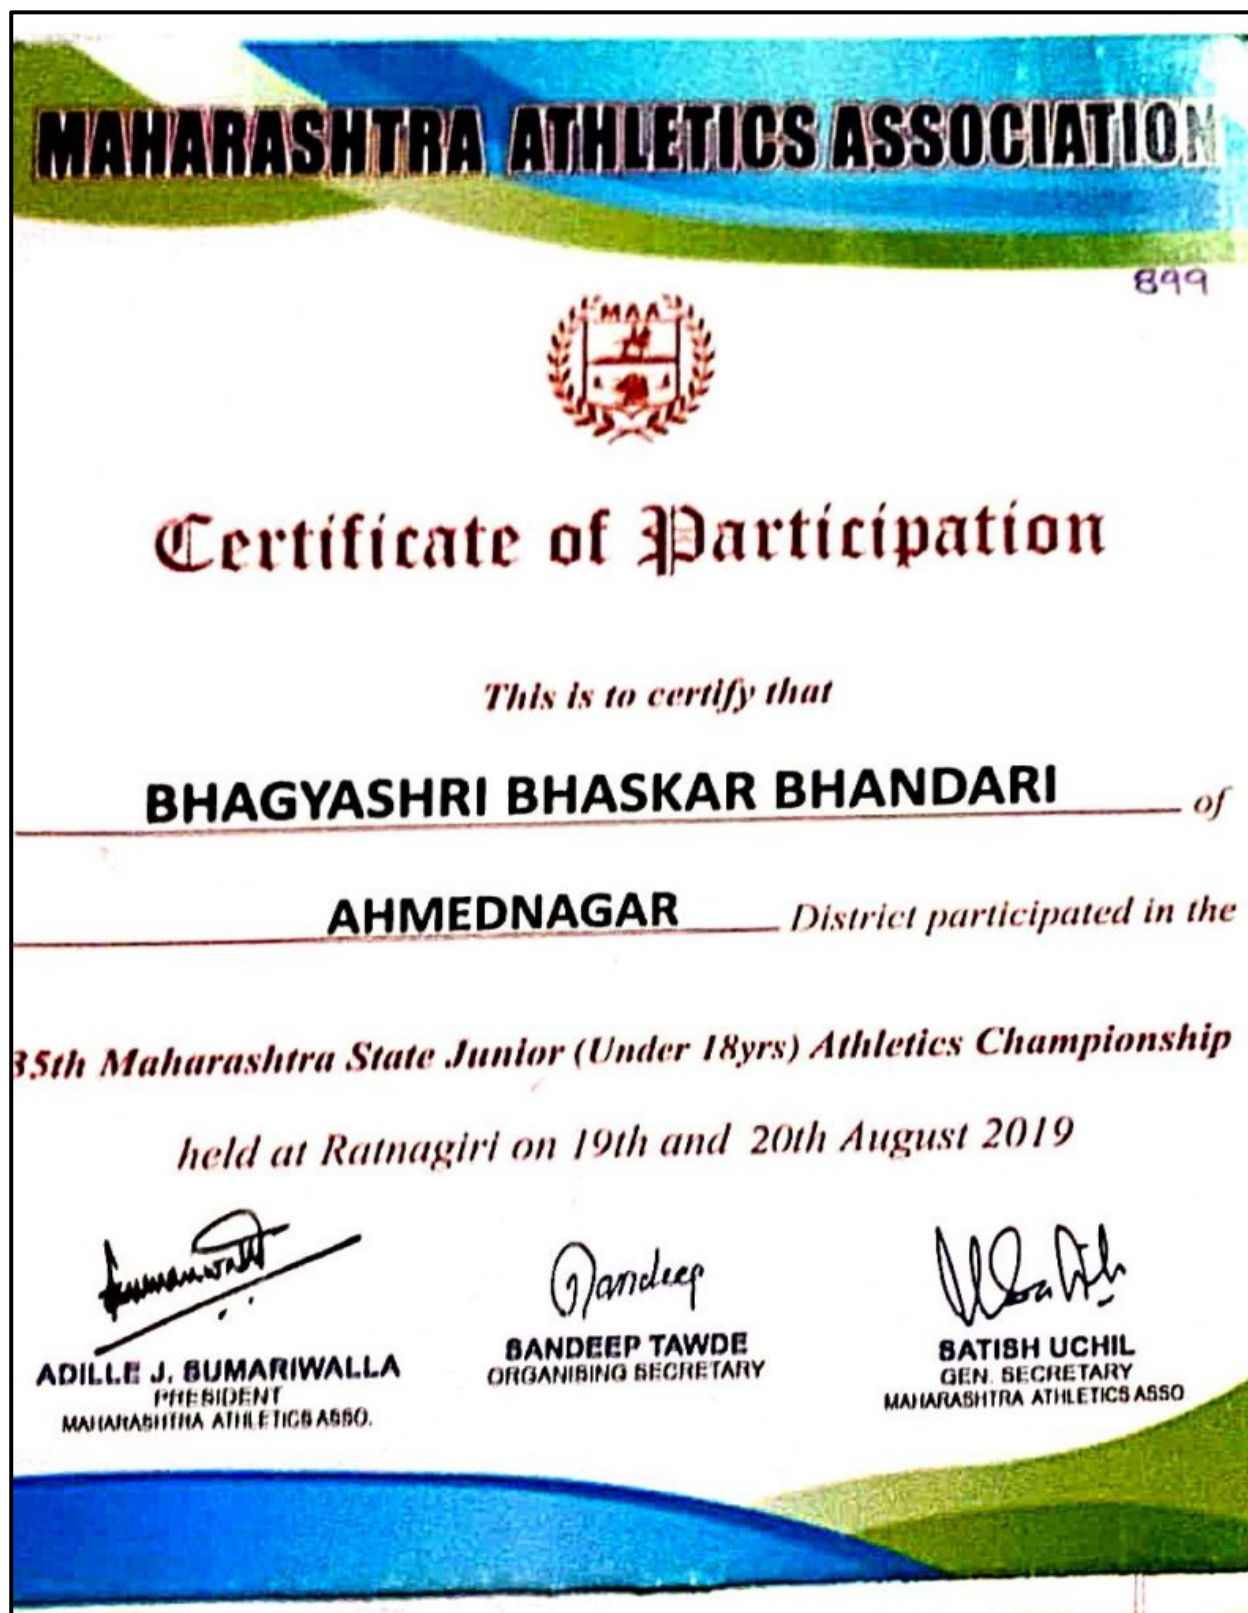 MAHARASHTRA ATHLETICS ASSOCIATION
899
MAA
Certificate of Participation
This is to certify that
BHAGYASHRI BHASKAR BHANDARI of
AHMEDNAGAR District participated in the
35th Maharashtra State Junior (Under 18yrs) Athletics Championship
held at Ratnagiri on 19th and 20th August 2019
Sandeep
ADILLE J. SUMARIWALLA
PRESIDENT
MAHARASHTRA ATHLETICS ASSO.
SANDEEP TAWDE
ORGANISING SECRETARY
SATISH UCHIL
GEN. SECRETARY
MAHARASHTRA ATHLETICS ASSO